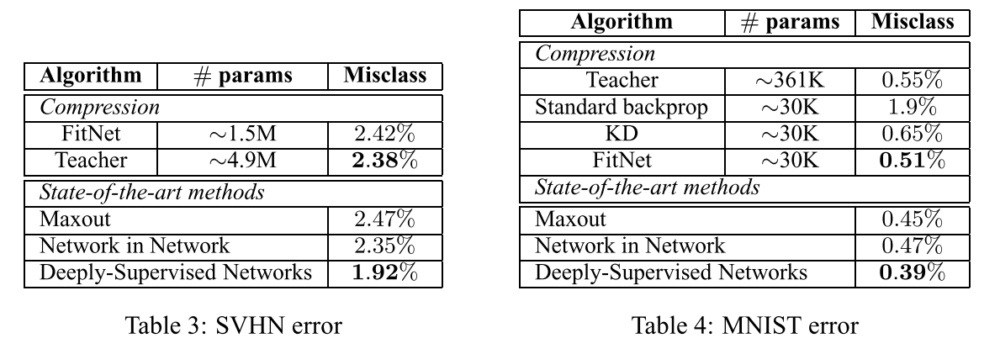 Algorithm # params Misclass
Compression
FitNet ∼1.5M 2.42%
Teacher ∼4.9M 2.38%
State-of-the-art methods
Maxout 2.47%
Network in Network 2.35%
Deeply-Supervised Networks 1.92%
Table 3: SVHN error
Algorithm # params Misclass
Compression
Teacher ∼361K 0.55%
Standard backprop ∼30K 1.9%
KD ∼30K 0.65%
FitNet ∼30K 0.51%
State-of-the-art methods
Maxout 0.45%
Network in Network 0.47%
Deeply-Supervised Networks 0.39%
Table 4: MNIST error